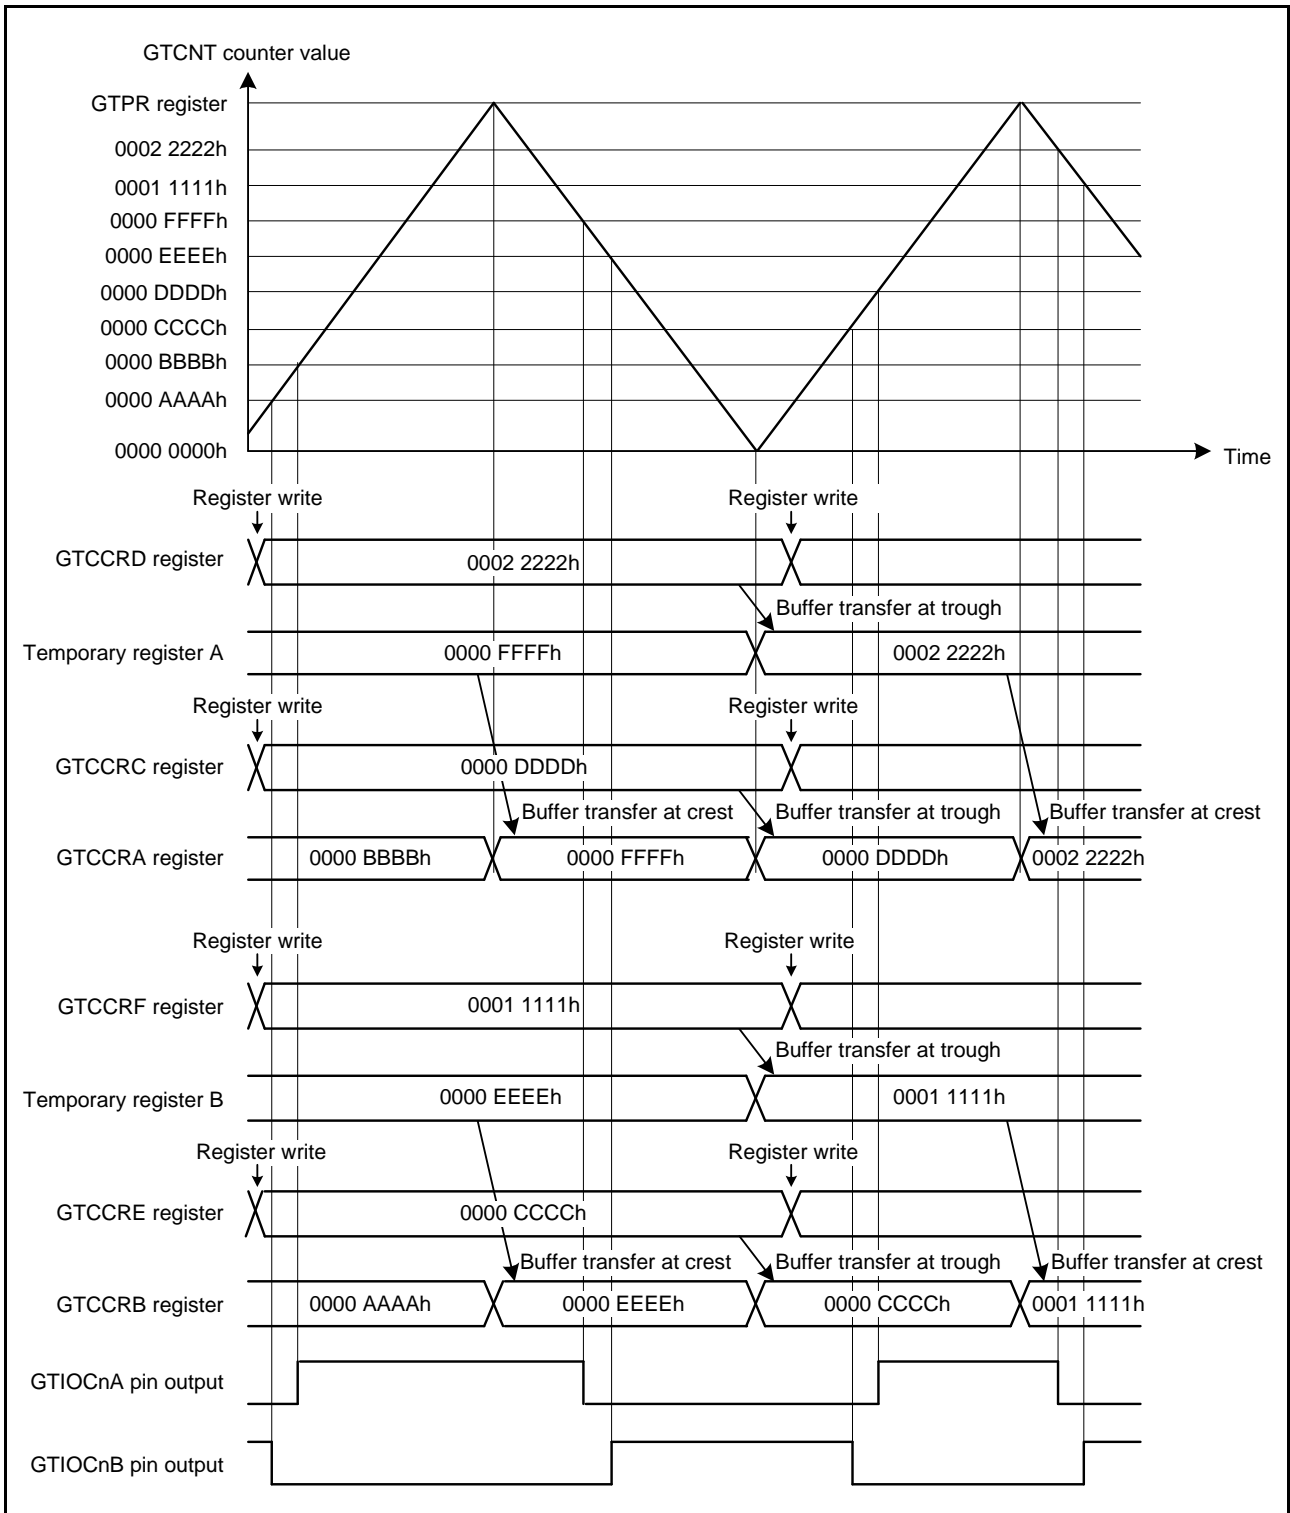 GTCNT counter value
GTPR register
0002 2222h
0001 1111h
0000 FFFFh
0000 EEEEh
0000 DDDDh
0000 CCCCh
0000 BBBBh
0000 AAAAh
0000 0000h
Time
Register write
Register write
GTCCRD register
0002 2222h
Buffer transfer at trough
Temporary register A
0000 FFFFh
0002 2222h
Register write
Register write
GTCCRC register
0000 DDDDh
Buffer transfer at crest
Buffer transfer at trough
Buffer transfer at crest
GTCCRA register
0000 BBBBh
0000 FFFFh
0000 DDDDh
0002 2222h
Register write
Register write
GTCCRF register
0001 1111h
Buffer transfer at trough
Temporary register B
0000 EEEEh
0001 1111h
Register write
Register write
GTCCRE register
0000 CCCCh
Buffer transfer at crest
Buffer transfer at trough
Buffer transfer at crest
GTCCRB register
0000 AAAAh
0000 EEEEh
0000 CCCCh
0001 1111h
GTIOCnA pin output
GTIOCnB pin output